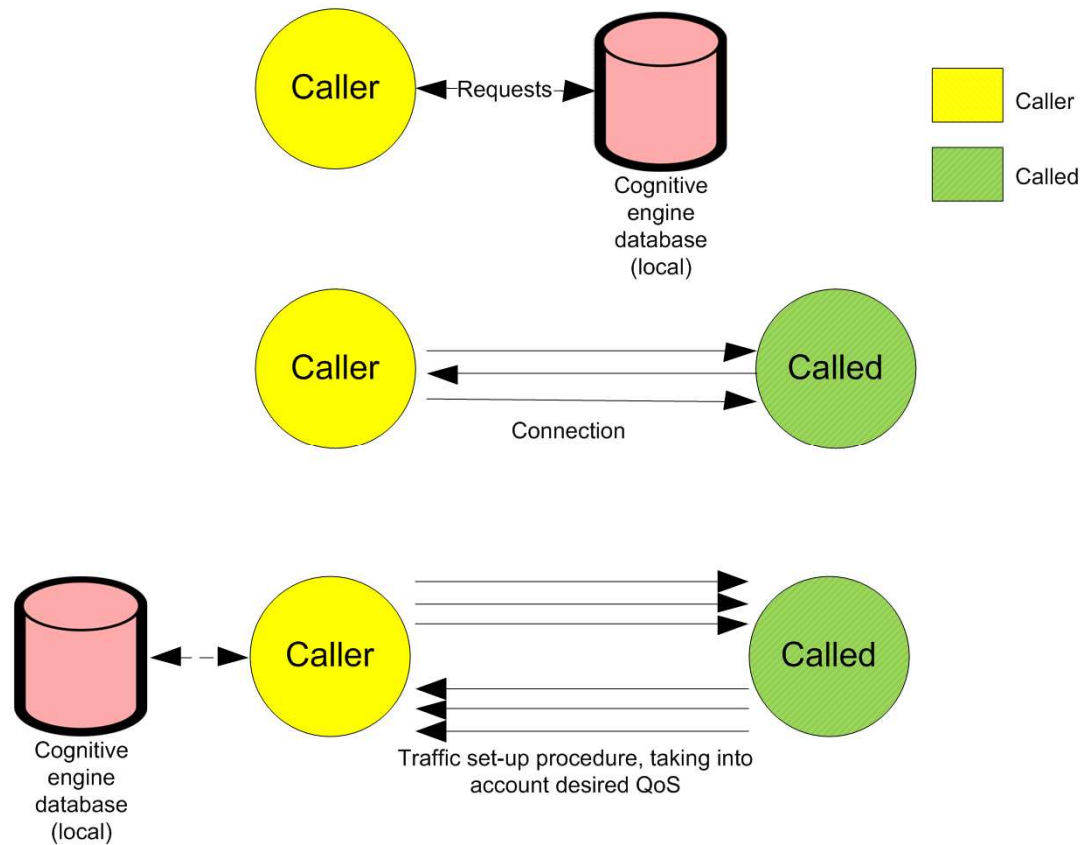 Caller
Requests
Cognitive
engine
database
(local)
Caller
Called
Caller
Called
Connection
Cognitive
engine
database
(local)
Caller
Called
Traffic set-up procedure, taking into
account desired QoS